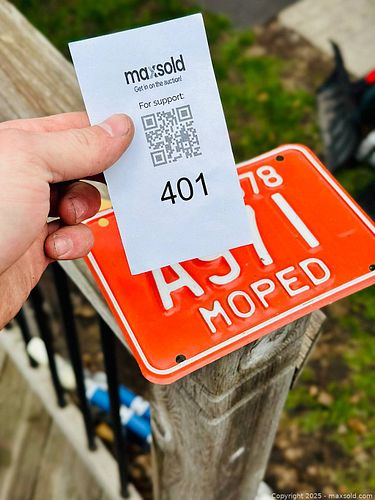 maxsold
Get in on the auction!
For support:
401
78
MOPED
Copyright 2025 - maxsold.com